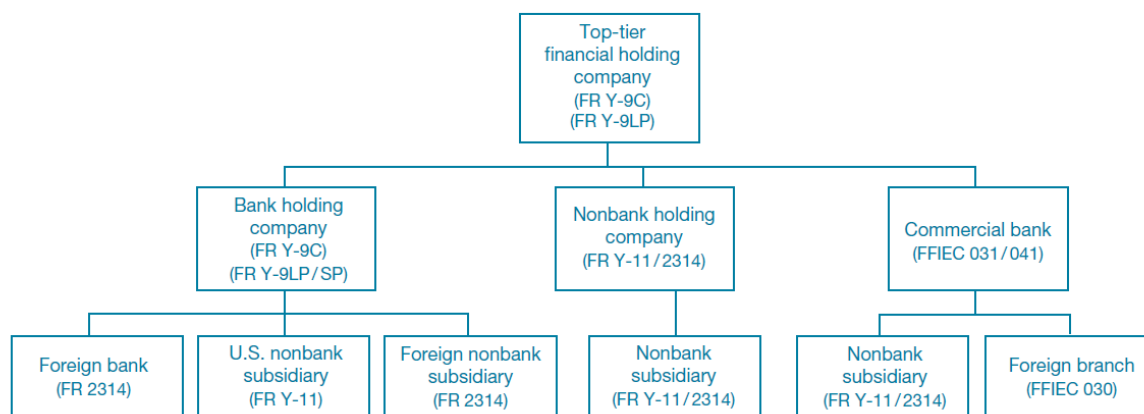 Top-tier
financial holding
company
(FR Y-9C)
(FR Y-9LP)
Bank holding
company
(FR Y-9C)
(FR Y-9LP/SP)
Nonbank holding
company
(FR Y-11/2314)
Commercial bank
(FFIEC 031/041)
Foreign bank
(FR 2314)
U.S. nonbank
subsidiary
(FR Y-11)
Foreign nonbank
subsidiary
(FR 2314)
Nonbank
subsidiary
(FR Y-11/2314)
Nonbank
subsidiary
(FR Y-11/2314)
Foreign branch
(FFIEC 030)